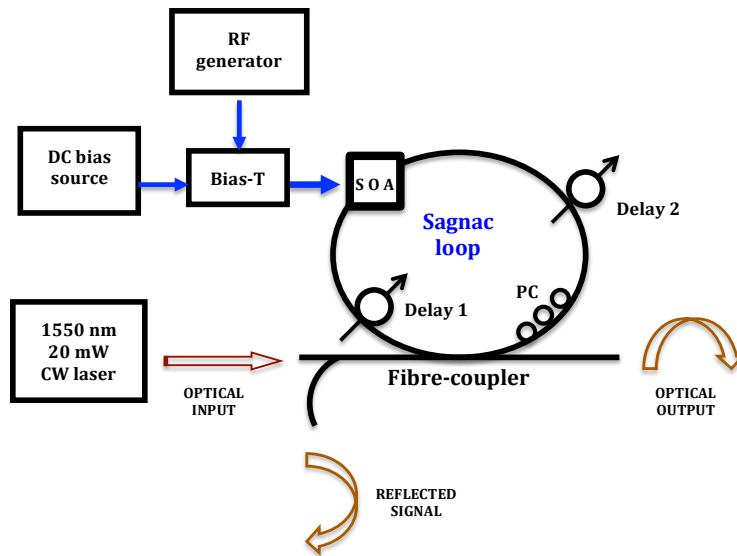 RF
generator
DC bias
source
Bias-T
S O A
Sagnac
loop
Delay 2
Delay 1
PC
1550 nm
20 mW
CW laser
OPTICAL
INPUT
Fibre-coupler
OPTICAL
OUTPUT
REFLECTED
SIGNAL